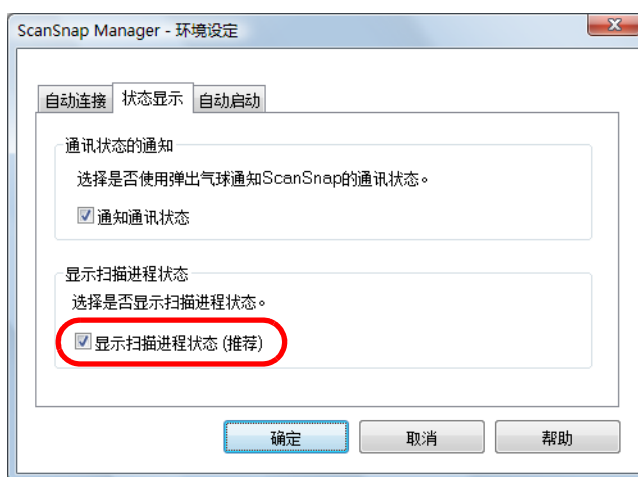 ScanSnap Manager - 环境设定
自动连接 状态显示 自动启动
通讯状态的通知
选择是否使用弹出气球通知ScanSnap的通讯状态。
通知通讯状态
显示扫描进程状态
选择是否显示扫描进程状态。
显示扫描进程状态 (推荐)
确定 取消 帮助